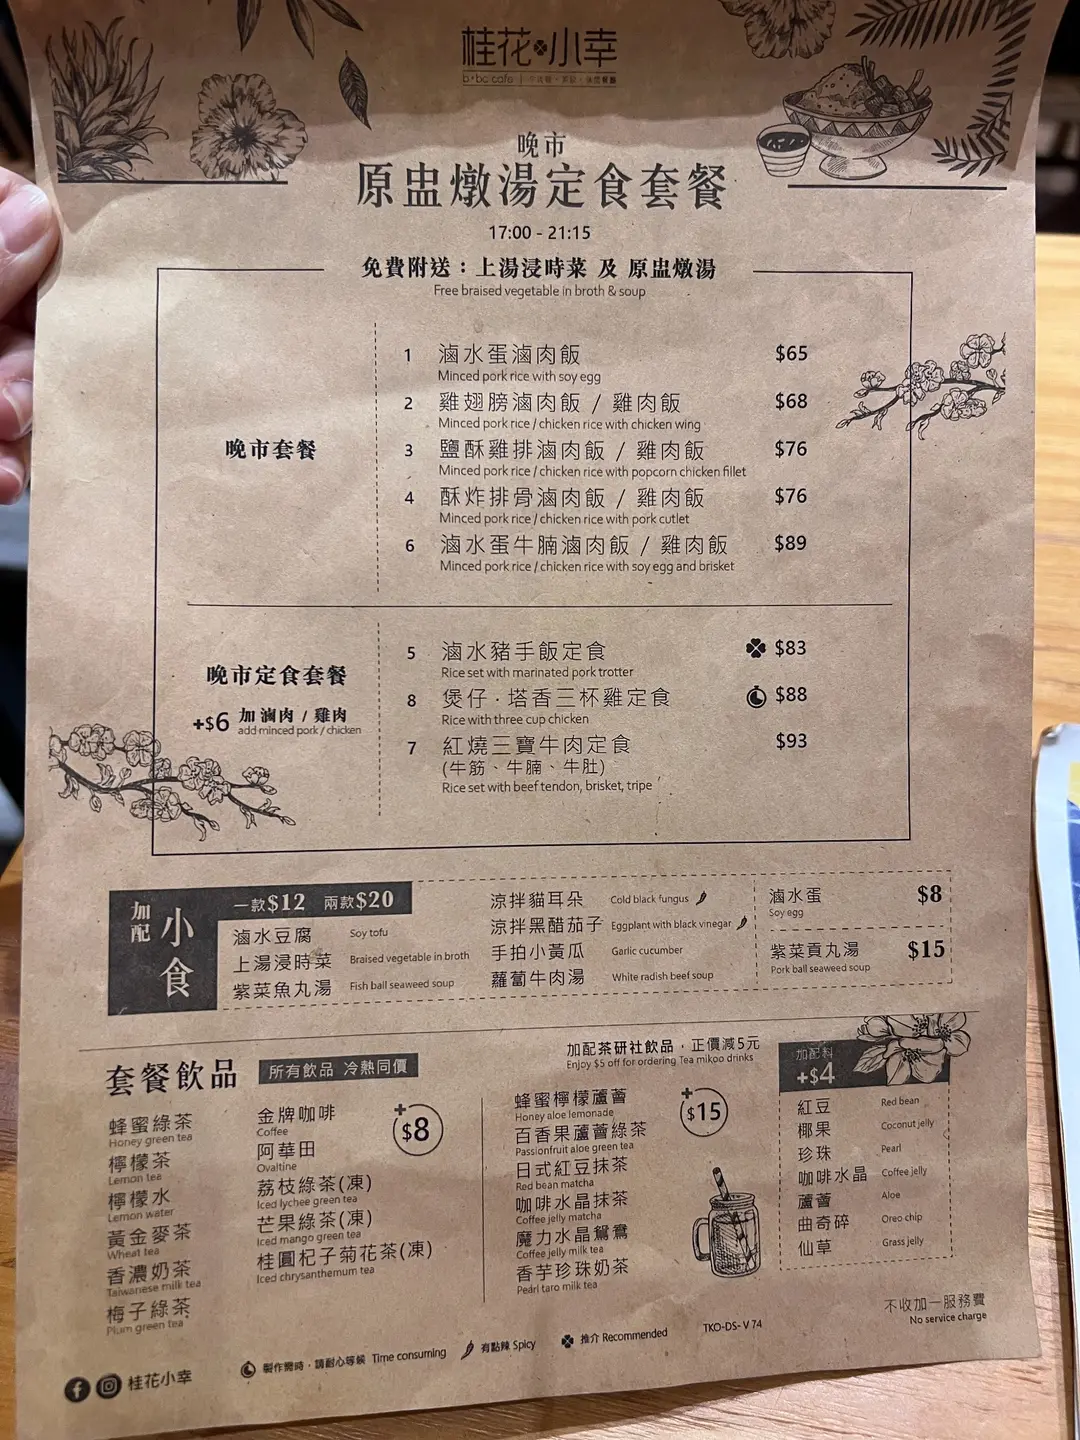 桂花小幸
b+bc cafe
晚市
原盅燉湯定食套餐
17:00 - 21:15
免費附送：上湯浸時菜 及 原盅燉湯
Free braised vegetable in broth & soup
晚市套餐
1 滷水蛋滷肉飯 $65
Minced pork rice with soy egg
2 雞翅膀滷肉飯 / 雞肉飯 $68
Minced pork rice / chicken rice with chicken wing
3 鹽酥雞排滷肉飯 / 雞肉飯 $76
Minced pork rice / chicken rice with popcorn chicken fillet
4 酥炸排骨滷肉飯 / 雞肉飯 $76
Minced pork rice / chicken rice with pork cutlet
6 滷水蛋牛腩滷肉飯 / 雞肉飯 $89
Minced pork rice / chicken rice with soy egg and brisket
晚市定食套餐
+$6 加 滷肉 / 雞肉
add minced pork / chicken
5 滷水豬手飯定食 $83
Rice set with marinated pork trotter
8 煲仔 · 塔香三杯雞定食 $88
Rice with three cup chicken
7 紅燒三寶牛肉定食 $93
(牛筋、牛腩、牛肚)
Rice set with beef tendon, brisket, tripe
加配 小食
一款$12 兩款$20
滷水豆腐 Soy tofu
上湯浸時菜 Braised vegetable in broth
紫菜魚丸湯 Fish ball seaweed soup
涼拌貓耳朵 Cold black fungus
涼拌黑醋茄子 Eggplant with black vinegar
手拍小黃瓜 Garlic cucumber
蘿蔔牛肉湯 White radish beef soup
滷水蛋 $8
Soy egg
紫菜貢丸湯 $15
Pork ball seaweed soup
套餐飲品
所有飲品 冷熱同價
蜂蜜綠茶
Honey green tea
檸檬茶
Lemon tea
檸檬水
Lemon water
黃金麥茶
Wheat tea
香濃奶茶
Taiwanese milk tea
梅子綠茶
Plum green tea
金牌咖啡
Coffee
阿華田
Ovaltine
荔枝綠茶(凍)
Iced lychee green tea
芒果綠茶(凍)
Iced mango green tea
桂圓杞子菊花茶(凍)
Iced chrysanthemum tea
+$8
加配茶研社飲品，正價減5元
Enjoy $5 off for ordering Tea mikoo drinks
蜂蜜檸檬蘆薈
Honey aloe lemonade
百香果蘆薈綠茶
Passionfruit aloe green tea
日式紅豆抹茶
Red bean matcha
咖啡水晶抹茶
Coffee jelly matcha
魔力水晶鴛鴦
Coffee jelly milk tea
香芋珍珠奶茶
Pearl taro milk tea
+$15
加配料
+$4
紅豆 Red bean
椰果 Coconut jelly
珍珠 Pearl
咖啡水晶 Coffee jelly
蘆薈 Aloe
曲奇碎 Oreo chip
仙草 Grass jelly
不收加一服務費
No service charge
桂花小幸
製作需時，請耐心等候 Time consuming
有點辣 Spicy
推介 Recommended
TKO-DS- V 74